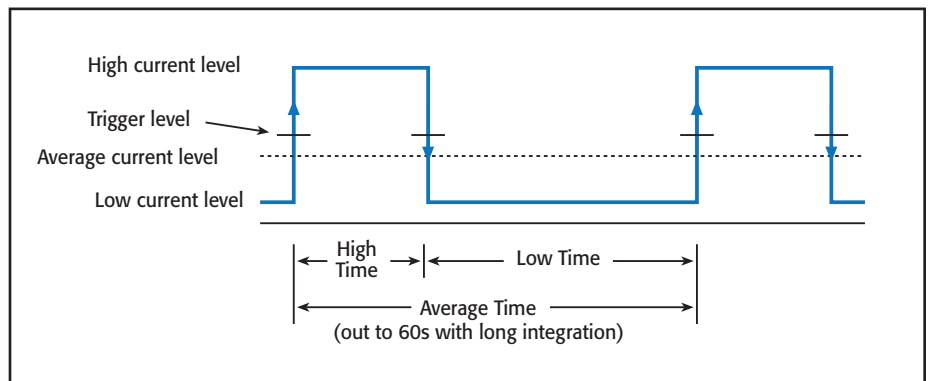 High current level
Trigger level
Average current level
Low current level
High
Time
Low Time
Average Time
(out to 60s with long integration)